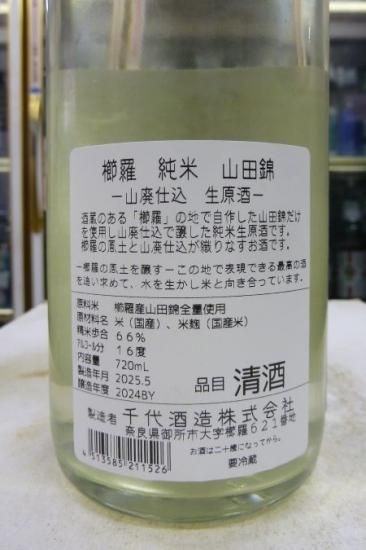 櫛羅 純米 山田錦
ー山廃仕込 生原酒ー
酒蔵のある「櫛羅」の地で自作した山田錦だけ
を使用し山廃仕込で醸した純米生原酒です。
櫛羅の風土と山廃仕込が織りなすお酒です。
ー櫛羅の風土を醸すーこの地で表現できる最高の酒
を追い求めて、水を生かし米と向き合っています。
原料米 櫛羅産山田錦全量使用
原材料名 米(国産)、米麹(国産米)
精米歩合 66%
アルコール分 16度
内容量 720mL
製造年月 2025.5
醸造年度 2024BY
品目 清酒
製造者 千代酒造株式会社
奈良県御所市大字櫛羅621番地
お酒は二十歳になってから。
要冷蔵
4513585211526